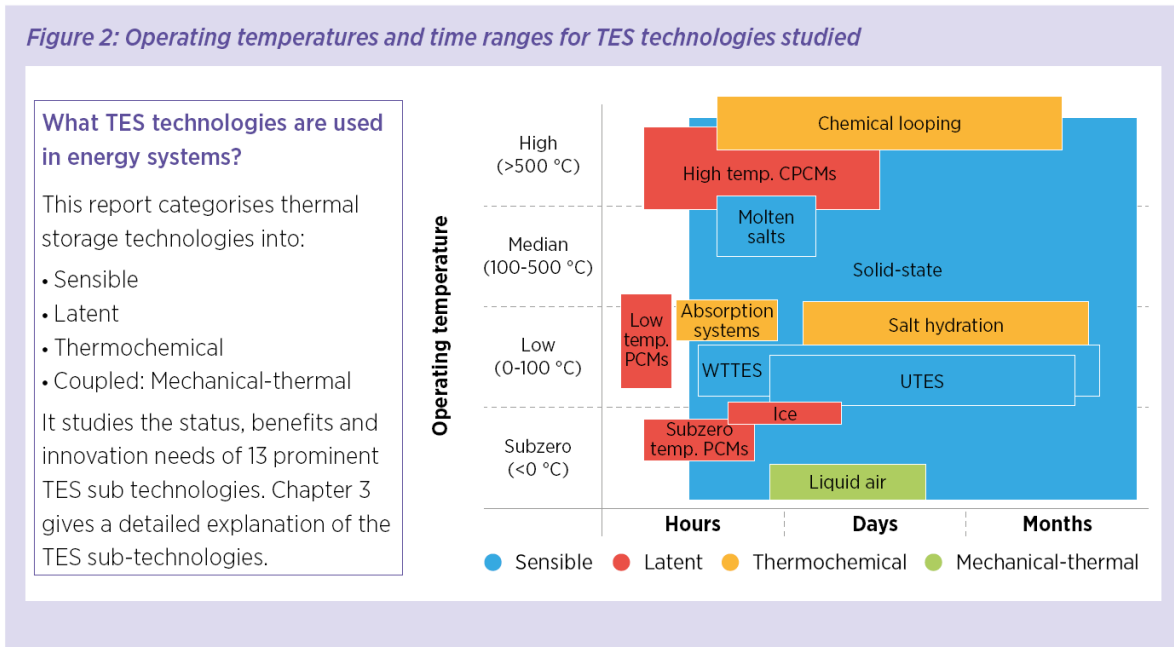 Figure 2: Operating temperatures and time ranges for TES technologies studied
What TES technologies are used
in energy systems?
This report categorises thermal
storage technologies into:
• Sensible
• Latent
• Thermochemical
• Coupled: Mechanical-thermal
It studies the status, benefits and
innovation needs of 13 prominent
TES sub technologies. Chapter 3
gives a detailed explanation of the
TES sub-technologies.
Operating temperature
High
(>500 °C)
Median
(100-500 °C)
Low
(0-100 °C)
Subzero
(<0 °C)
Chemical looping
High temp. CPCMs
Molten
salts
Solid-state
Low
temp.
PCMs
Absorption
systems
Salt hydration
WTTES
UTES
Ice
Subzero
temp. PCMs
Liquid air
Hours
Days
Months
Sensible
Latent
Thermochemical
Mechanical-thermal